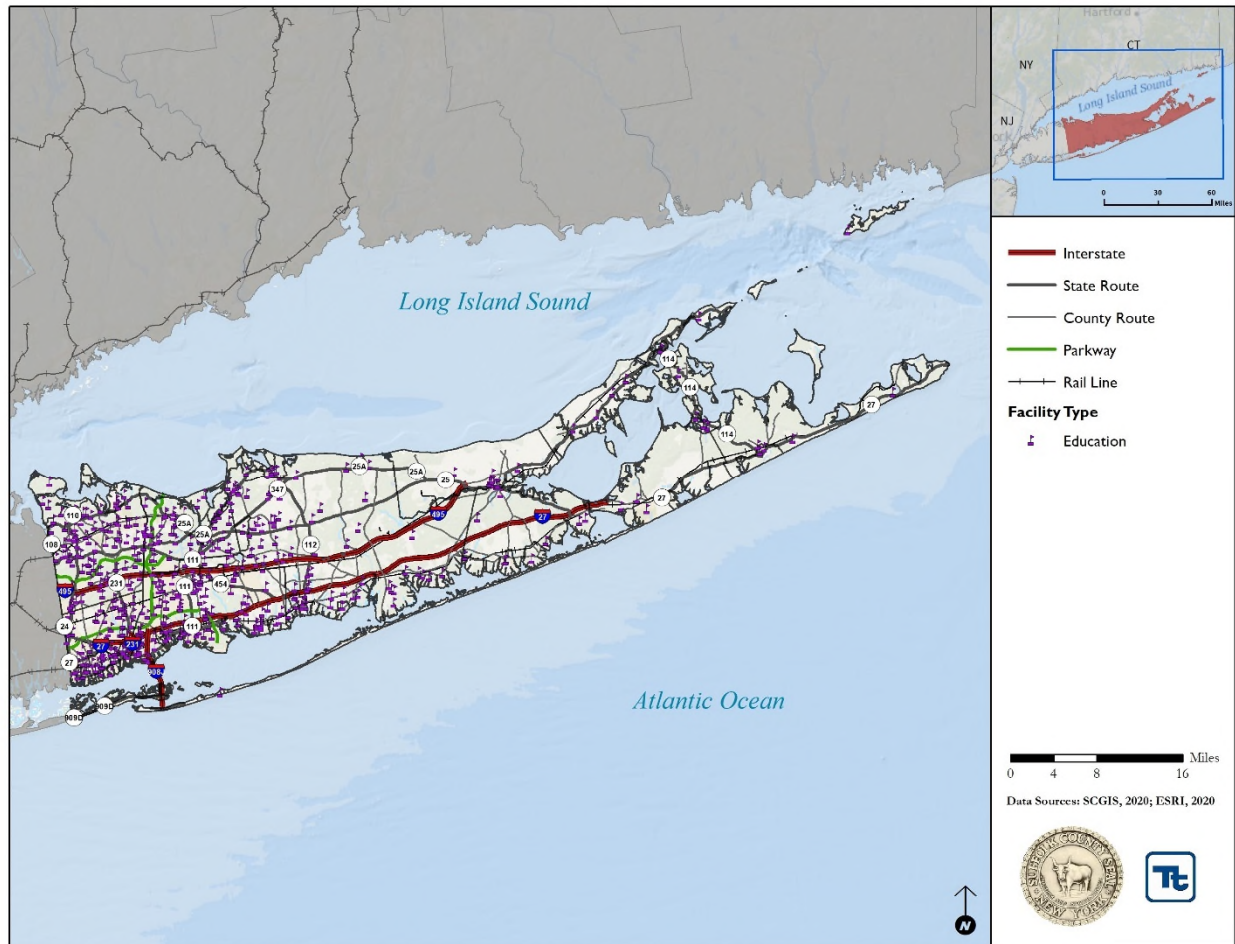 Hartford
CT
NY
Long Island Sound
NJ
0 30 60
Miles
Interstate
State Route
County Route
Parkway
Rail Line
Facility Type
Education
Long Island Sound
Atlantic Ocean
114
114
27
114
25A
25A
25
347
27
110
25A
495
27
25A
108
112
111
231
111
454
495
24
111
27
231
27
908
909D
909D
Miles
0 4 8 16
Data Sources: SCGIS, 2020; ESRI, 2020
SUFFOLK COUNTY SEAL
NEW YORK
Tt
N